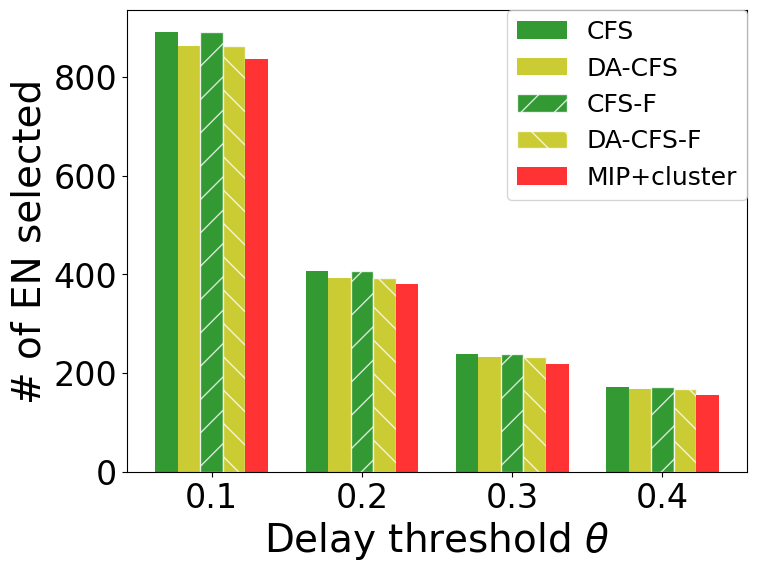 CFS
DA-CFS
CFS-F
DA-CFS-F
MIP+cluster
# of EN selected
800
600
400
200
0
0.1 0.2 0.3 0.4
Delay threshold θ